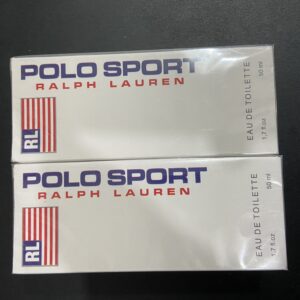 POLO SPORT
RALPH LAUREN
RL
EAU DE TOILETTE
1.7 fl.oz. 50 ml
POLO SPORT
RALPH LAUREN
RL
EAU DE TOILETTE
1.7 fl.oz. 50 ml